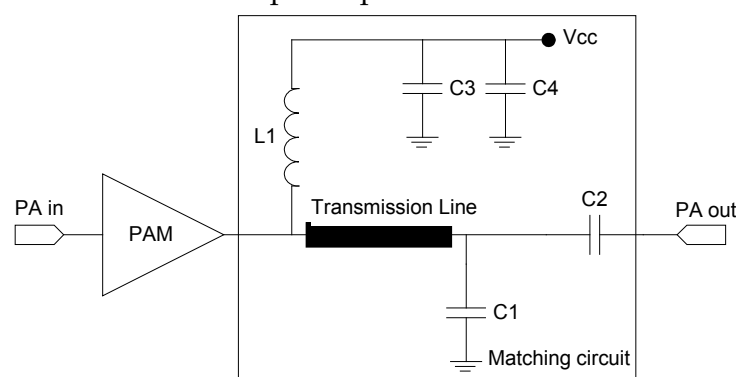 Vcc
C3
C4
L1
PA in
Transmission Line
C2
PA out
PAM
C1
Matching circuit